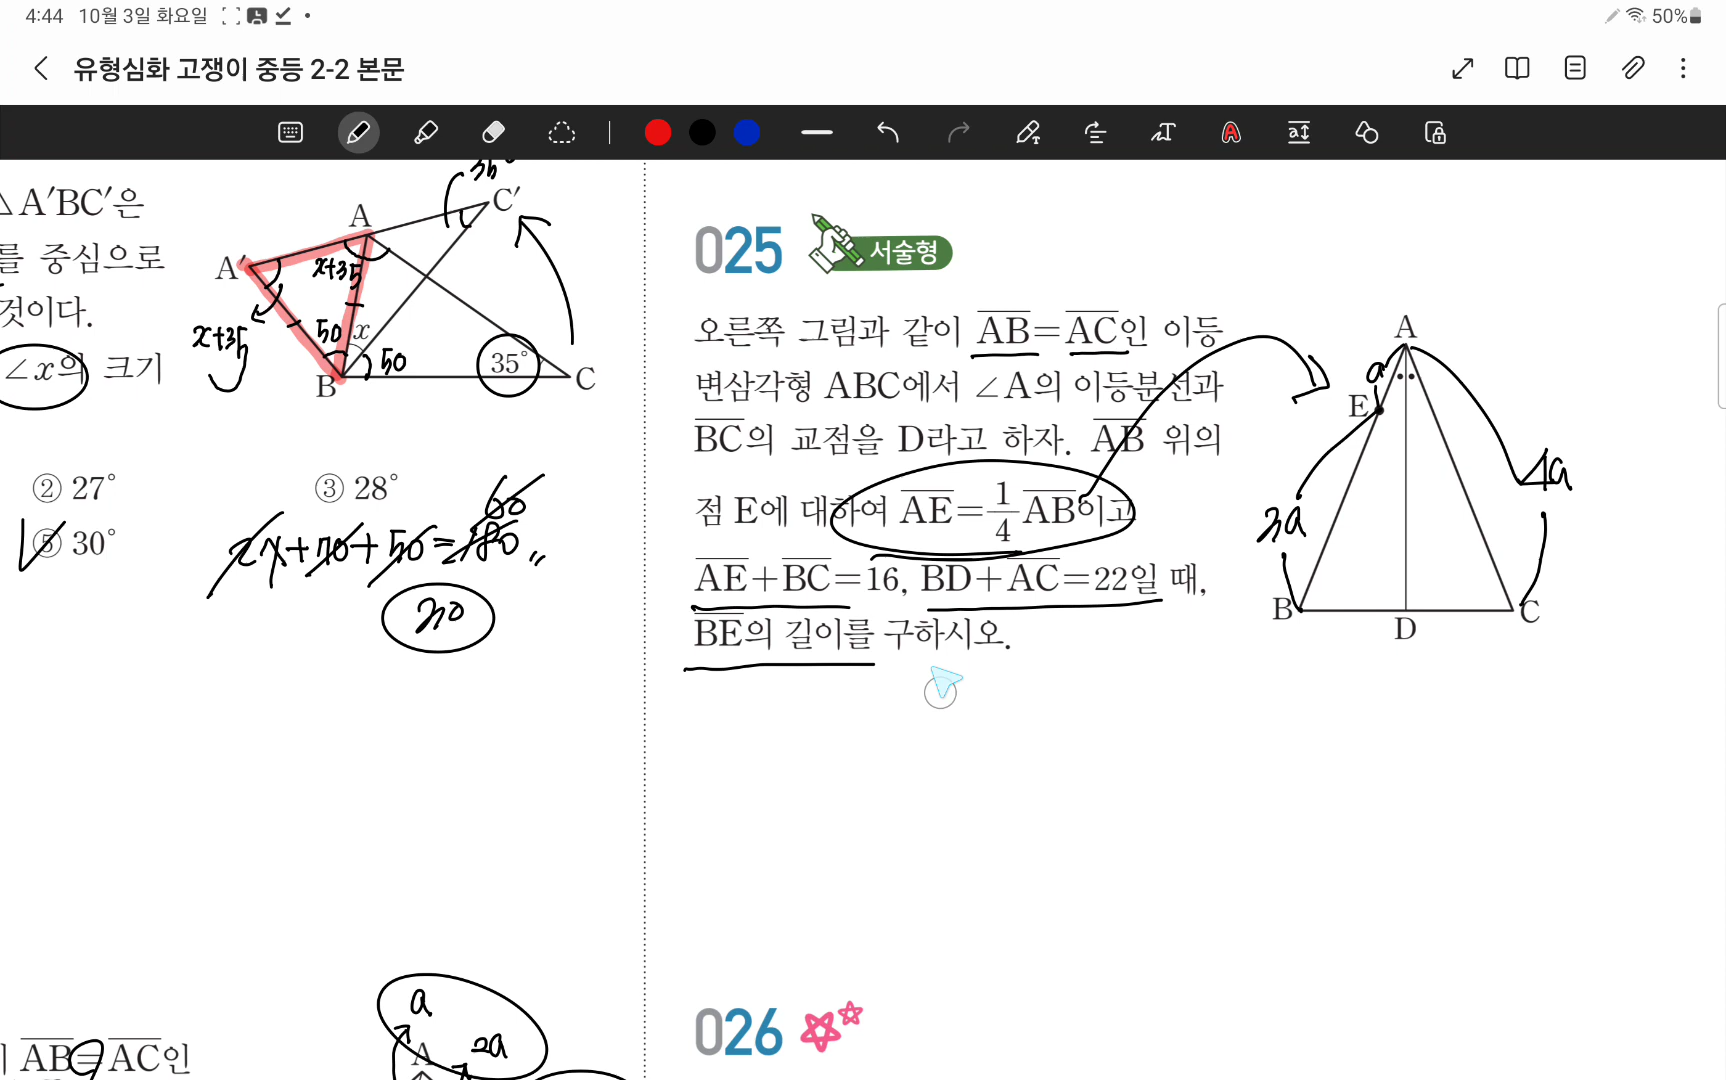 4:44 10월 3일 화요일
50%
유형심화 고쟁이 중등 2-2 본문
△A′BC′은
를 중심으로
것이다.
∠x의 크기
A
C′
A′
x+35
x+35
50
x
50
35°
B
C
② 27°
③ 28°
⑤ 30°
2x+70+50=180
60
30
AB=AC인
a
A
2a
025 서술형
오른쪽 그림과 같이 AB=AC인 이등
변삼각형 ABC에서 ∠A의 이등분선과
BC의 교점을 D라고 하자. AB 위의
점 E에 대하여 AE=1/4 AB이고
AE+BC=16, BD+AC=22일 때,
BE의 길이를 구하시오.
A
a
E
4a
3a
B
D
C
026